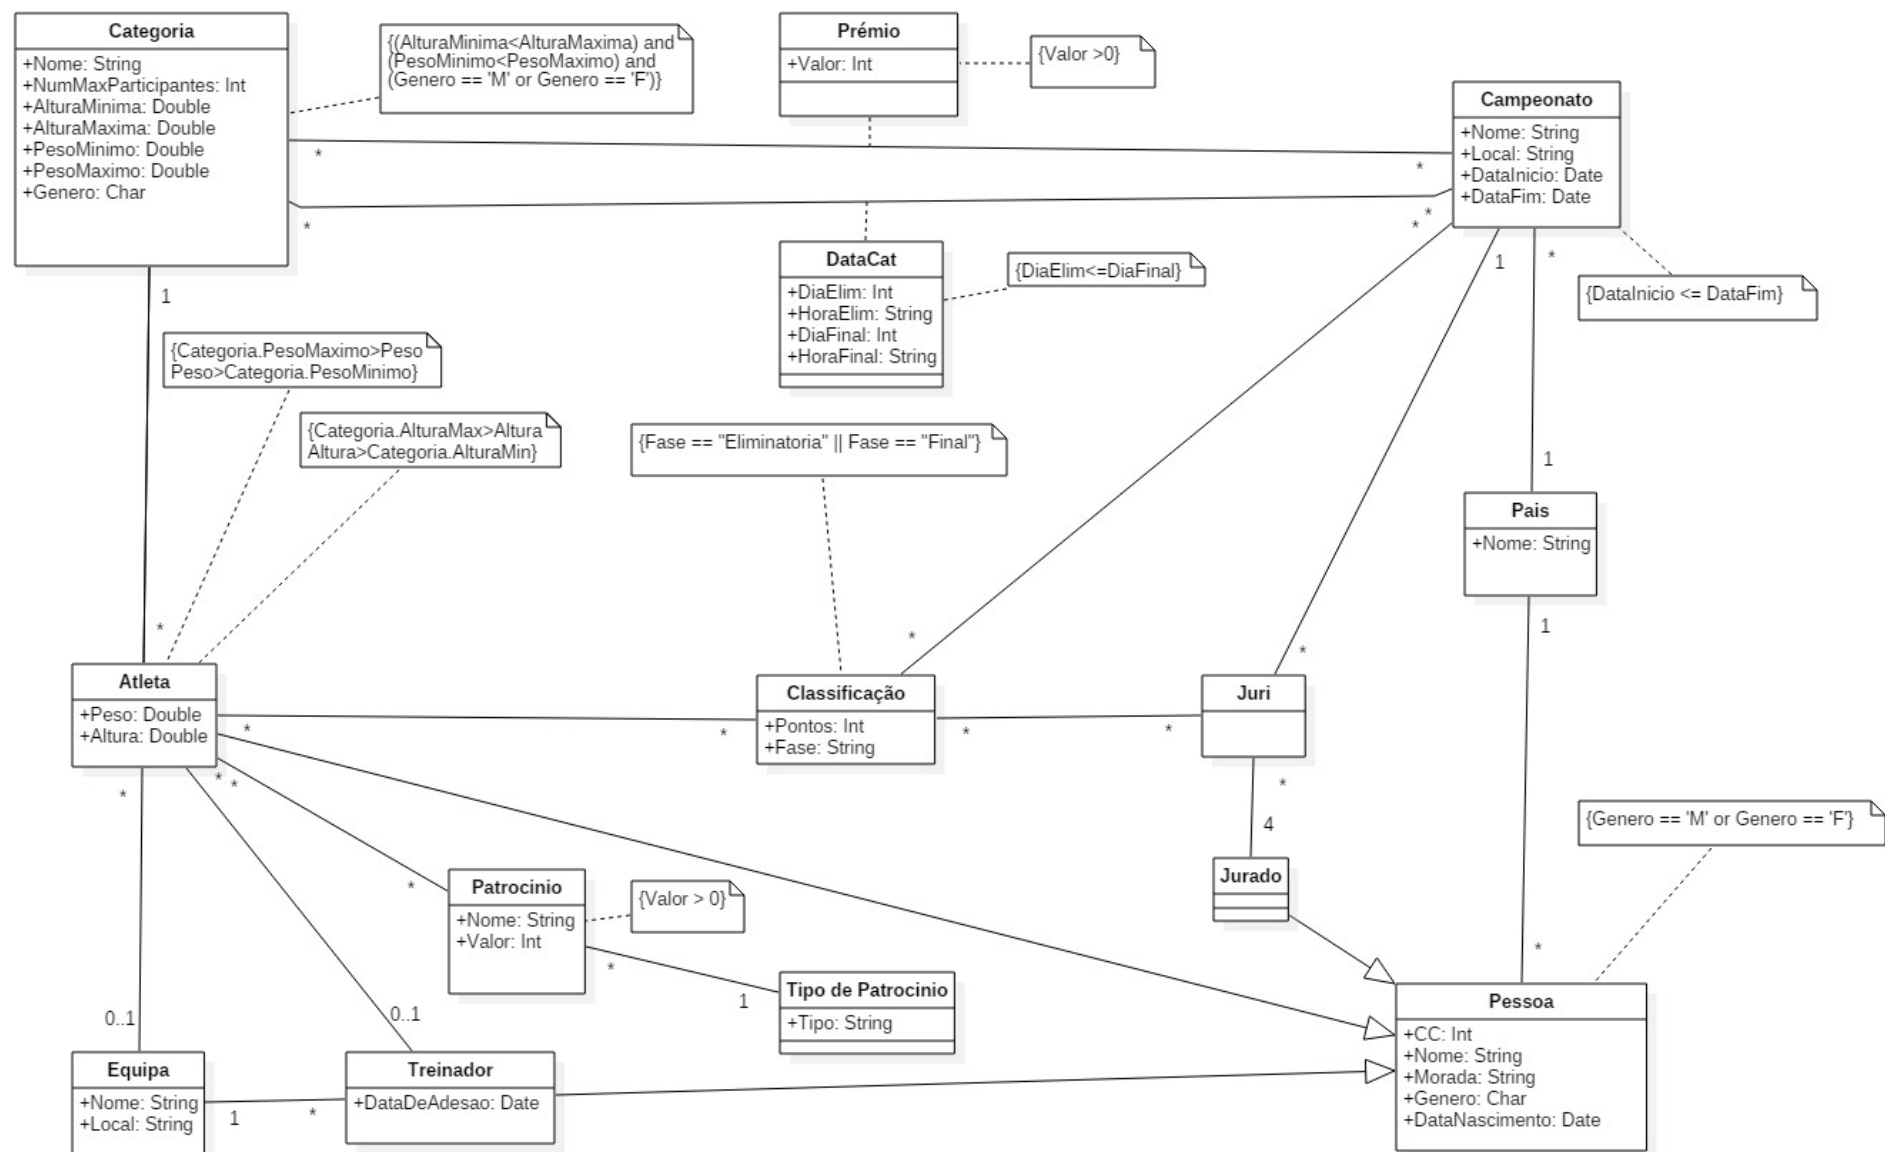 Categoria
+Nome: String
+NumMaxParticipantes: Int
+AlturaMinima: Double
+AlturaMaxima: Double
+PesoMinimo: Double
+PesoMaximo: Double
+Genero: Char
{(AlturaMinima<AlturaMaxima) and
(PesoMinimo<PesoMaximo) and
(Genero == 'M' or Genero == 'F')}
Prémio
+Valor: Int
{Valor >0}
Campeonato
+Nome: String
+Local: String
+DataInicio: Date
+DataFim: Date
*
*
*
*
*
1
*
1
DataCat
+DiaElim: Int
+HoraElim: String
+DiaFinal: Int
+HoraFinal: String
{DiaElim<=DiaFinal}
{DataInicio <= DataFim}
{Categoria.PesoMaximo>Peso
Peso>Categoria.PesoMinimo}
{Categoria.AlturaMax>Altura
Altura>Categoria.AlturaMin}
{Fase == "Eliminatoria" || Fase == "Final"}
1
Pais
+Nome: String
1
*
*
*
Atleta
+Peso: Double
+Altura: Double
*
*
Classificação
+Pontos: Int
+Fase: String
*
*
Juri
*
4
Jurado
*
*
*
{Genero == 'M' or Genero == 'F'}
*
Patrocinio
+Nome: String
+Valor: Int
{Valor > 0}
*
1
Tipo de Patrocinio
+Tipo: String
*
0..1
0..1
Equipa
+Nome: String
+Local: String
1
*
Treinador
+DataDeAdesao: Date
Pessoa
+CC: Int
+Nome: String
+Morada: String
+Genero: Char
+DataNascimento: Date